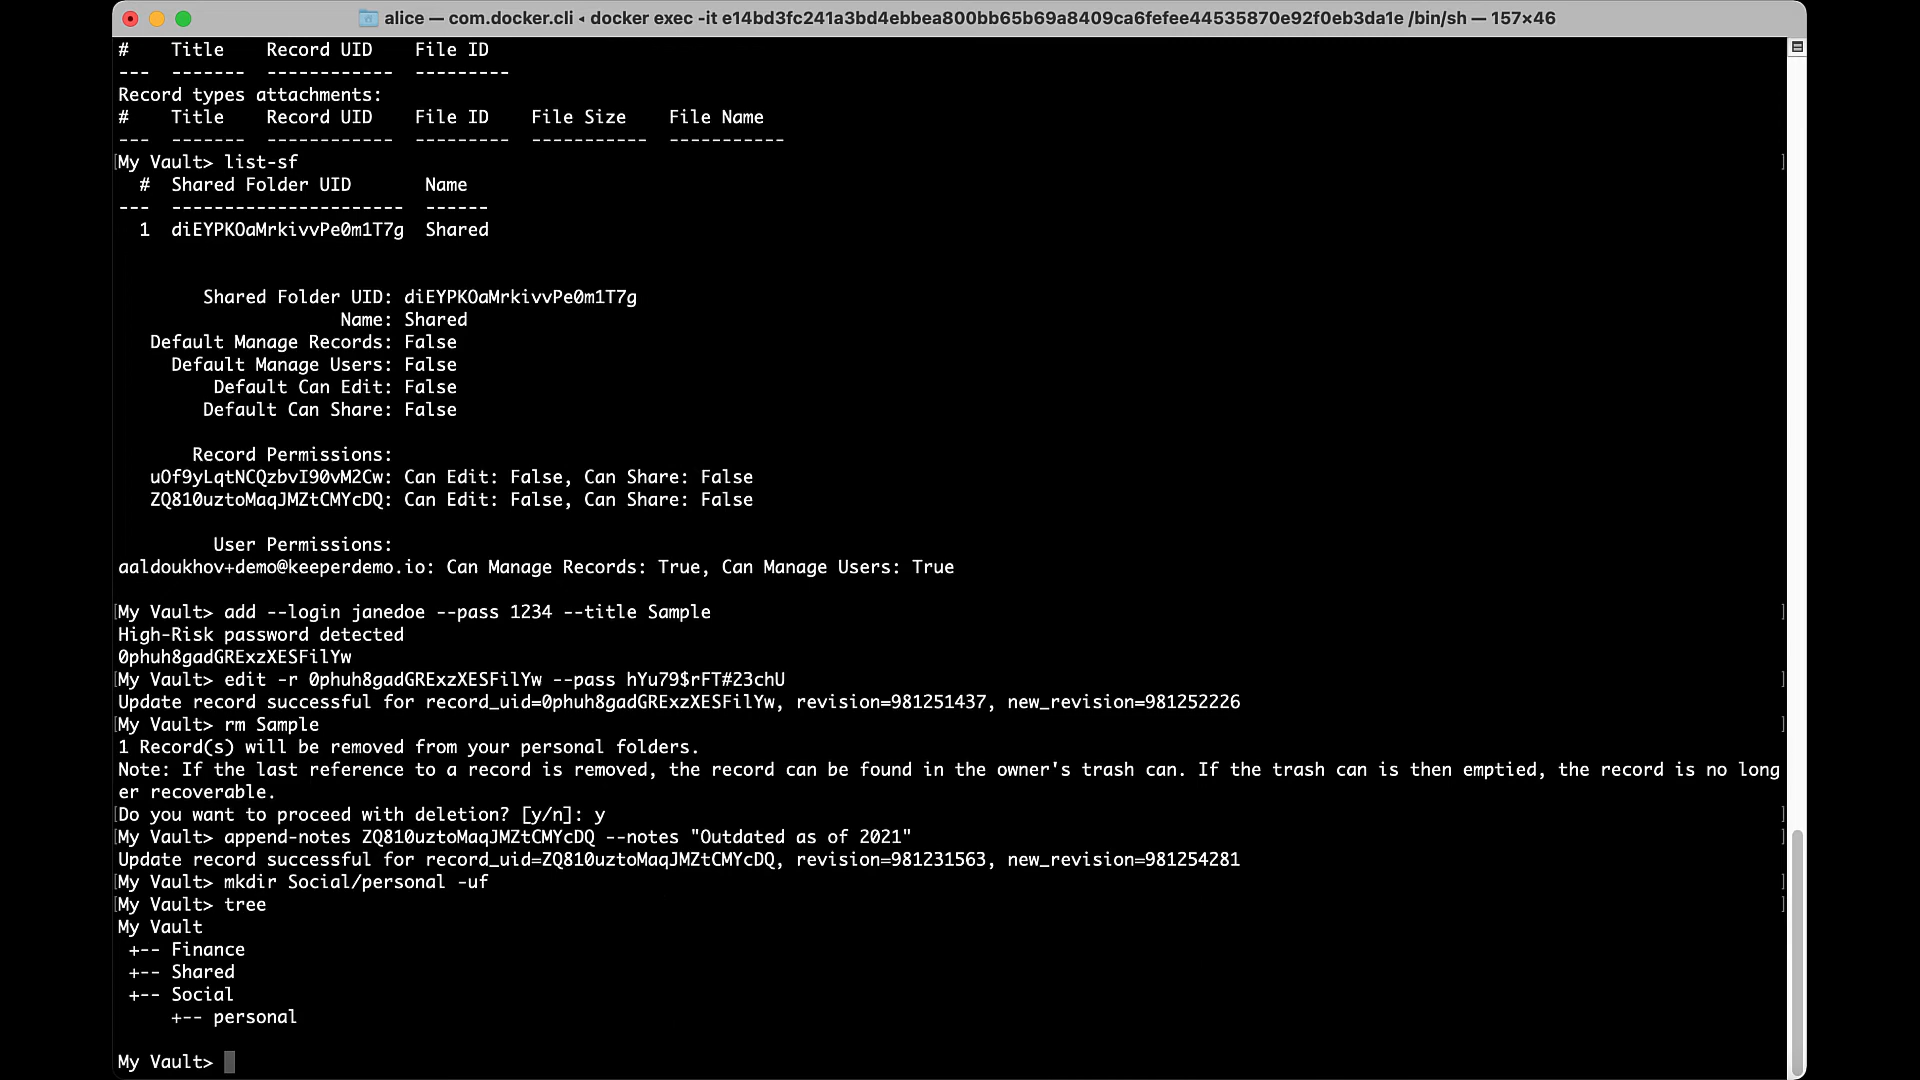 alice — com.docker.cli ◂ docker exec -it e14bd3fc241a3bd4ebbea800bb65b69a8409ca6fefee44535870e92f0eb3da1e /bin/sh — 157×46
#    Title    Record UID    File ID
---  -------  ------------  ---------
Record types attachments:
#    Title    Record UID    File ID    File Size    File Name
---  -------  ------------  ---------  -----------  -----------
[My Vault> list-sf ]
  #  Shared Folder UID       Name
---  ----------------------  ------
  1  diEYPKOaMrkivvPe0m1T7g  Shared
        Shared Folder UID: diEYPKOaMrkivvPe0m1T7g
                     Name: Shared
   Default Manage Records: False
     Default Manage Users: False
         Default Can Edit: False
        Default Can Share: False
       Record Permissions:
   uOf9yLqtNCQzbvI90vM2Cw: Can Edit: False, Can Share: False
   ZQ810uztoMaqJMZtCMYcDQ: Can Edit: False, Can Share: False
         User Permissions:
aaldoukhov+demo@keeperdemo.io: Can Manage Records: True, Can Manage Users: True
[My Vault> add --login janedoe --pass 1234 --title Sample ]
High-Risk password detected
0phuh8gadGRExzXESFilYw
[My Vault> edit -r 0phuh8gadGRExzXESFilYw --pass hYu79$rFT#23chU ]
Update record successful for record_uid=0phuh8gadGRExzXESFilYw, revision=981251437, new_revision=981252226
[My Vault> rm Sample ]
1 Record(s) will be removed from your personal folders.
Note: If the last reference to a record is removed, the record can be found in the owner's trash can. If the trash can is then emptied, the record is no long
er recoverable.
[Do you want to proceed with deletion? [y/n]: y ]
[My Vault> append-notes ZQ810uztoMaqJMZtCMYcDQ --notes "Outdated as of 2021" ]
Update record successful for record_uid=ZQ810uztoMaqJMZtCMYcDQ, revision=981231563, new_revision=981254281
[My Vault> mkdir Social/personal -uf ]
[My Vault> tree ]
My Vault
 +-- Finance
 +-- Shared
 +-- Social
     +-- personal
My Vault>